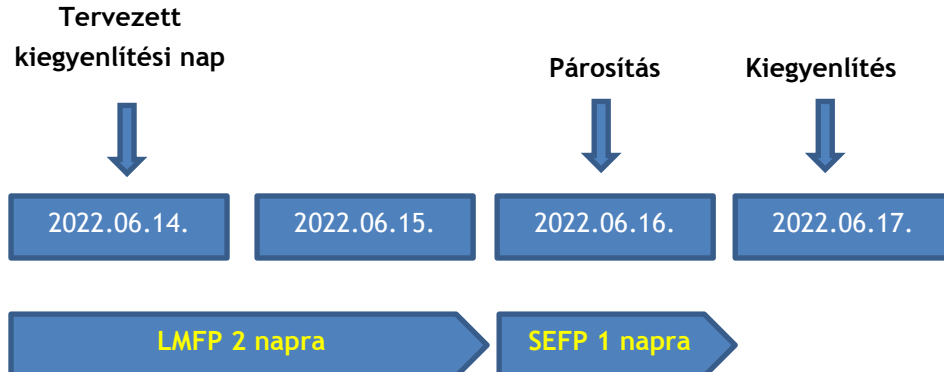 Tervezett
kiegyenlítési nap
Párosítás
Kiegyenlítés
2022.06.14.
2022.06.15.
2022.06.16.
2022.06.17.
LMFP 2 napra
SEFP 1 napra